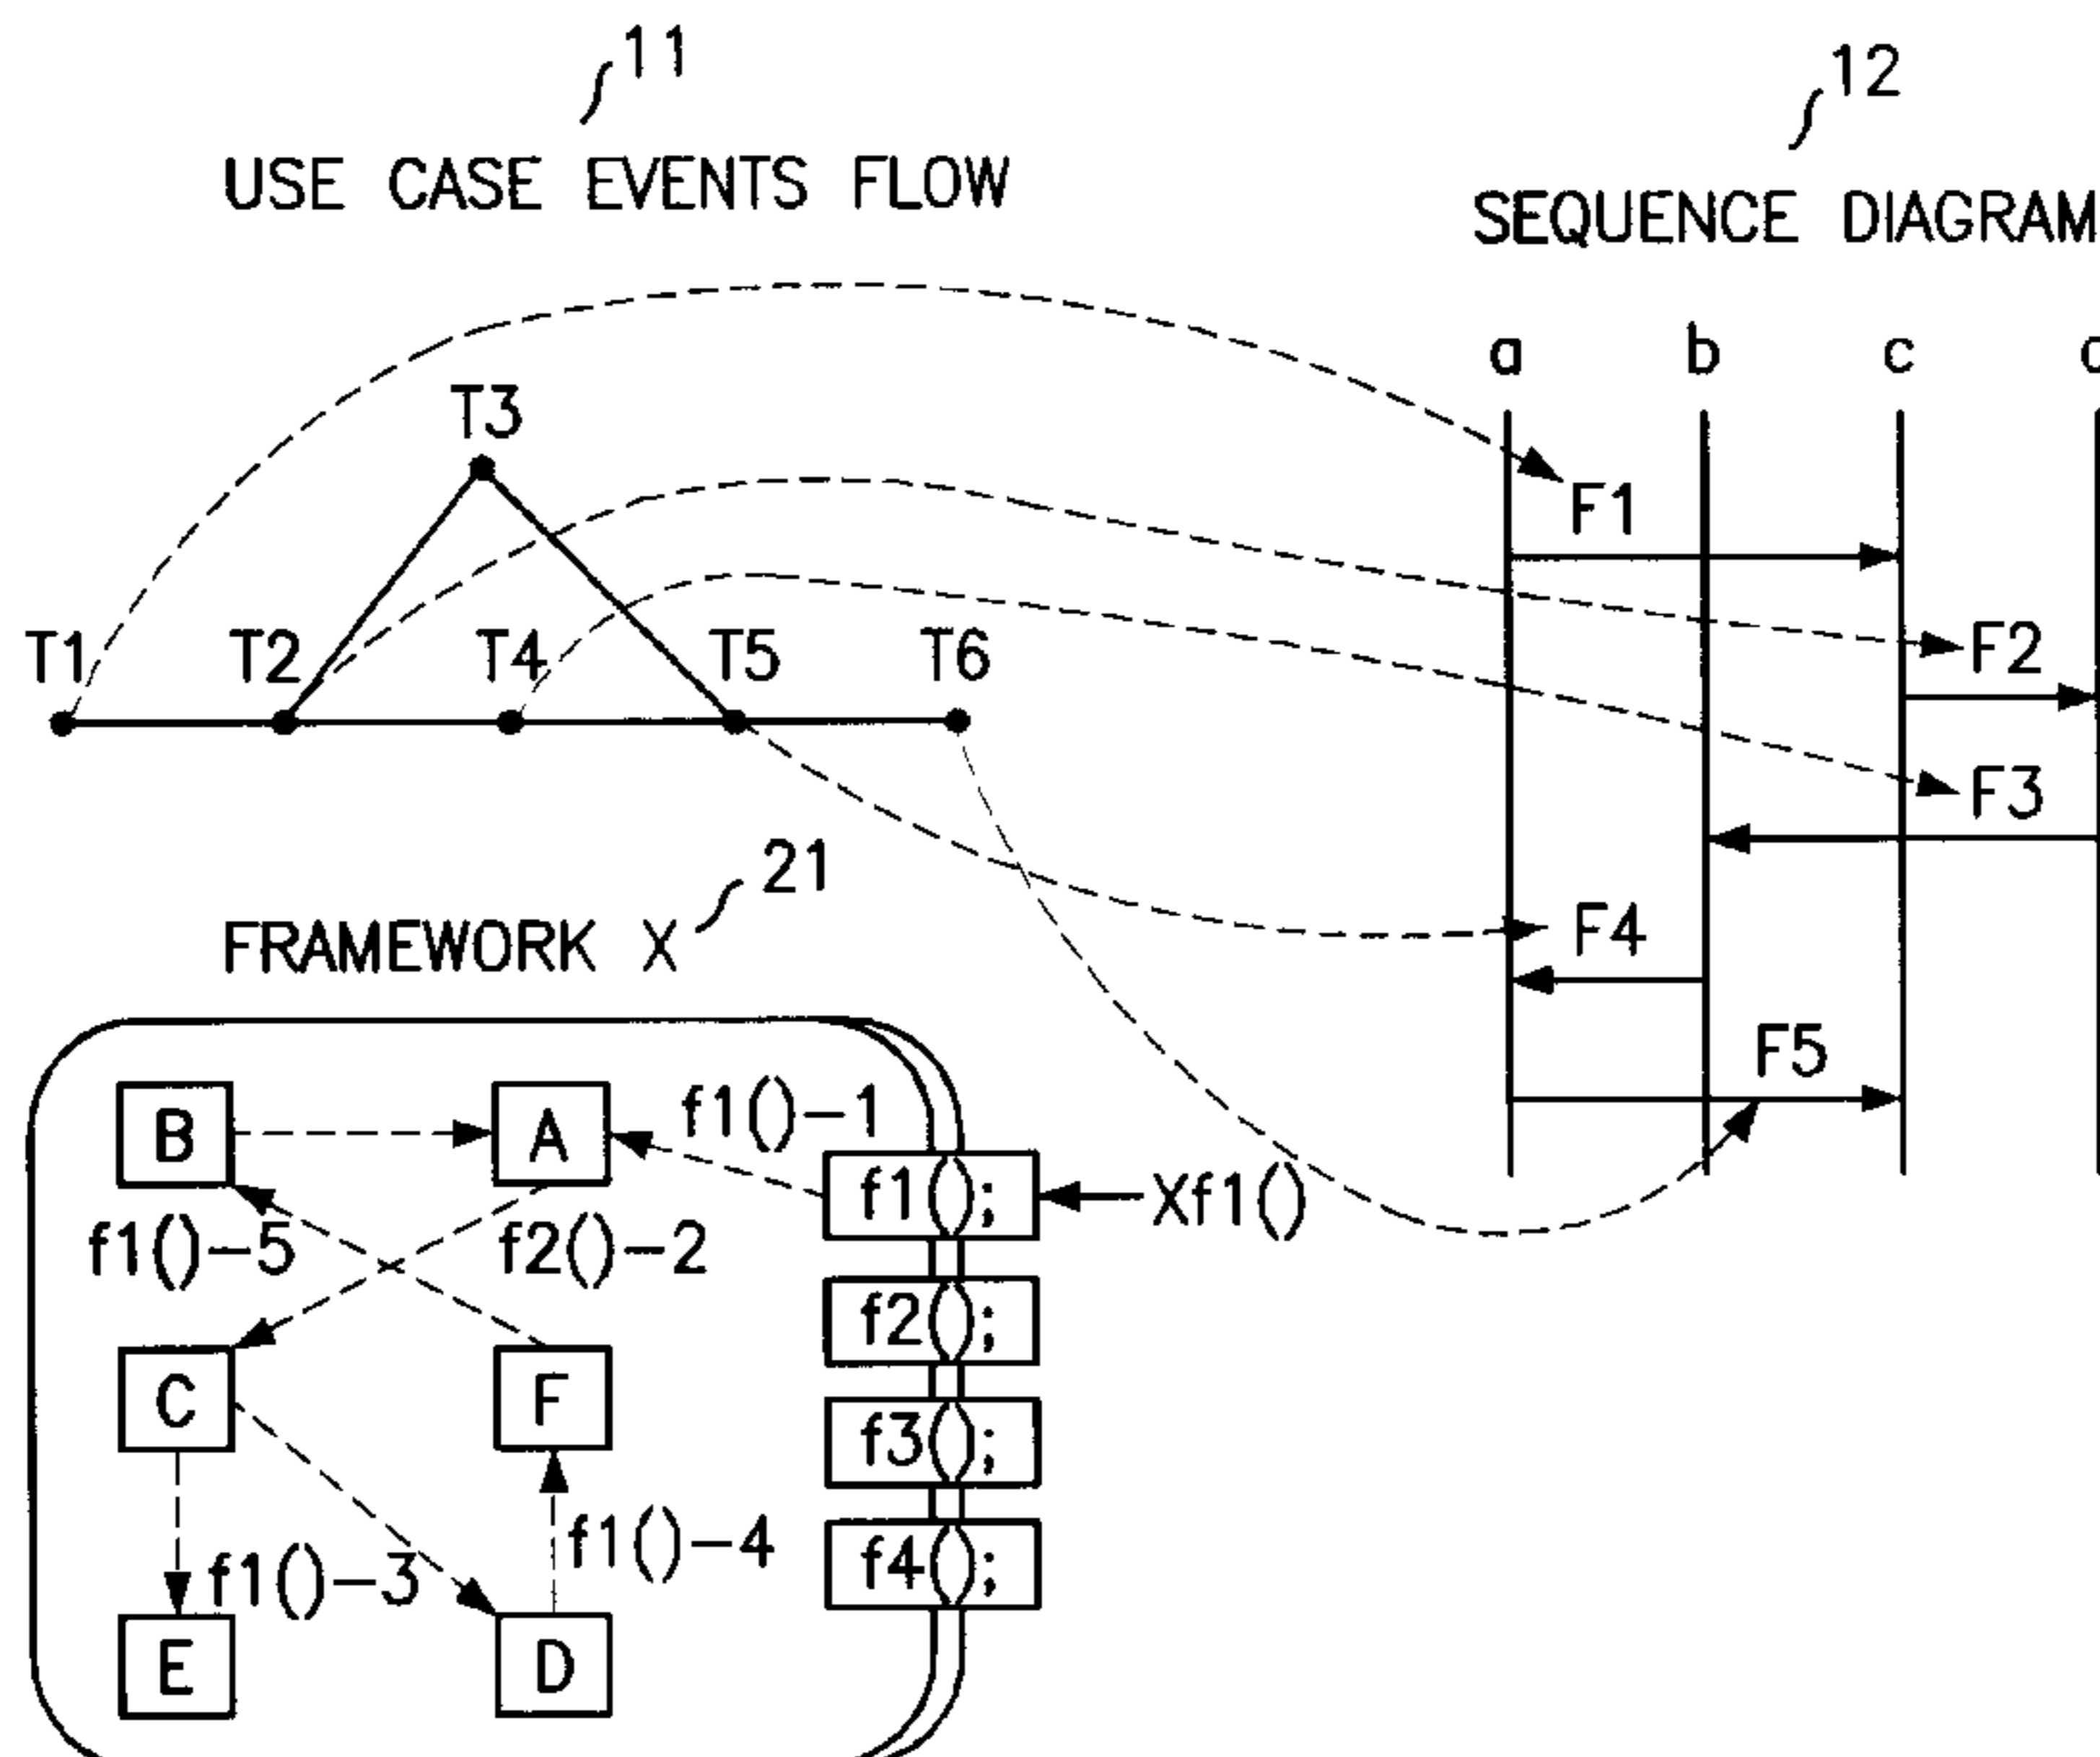 11
USE CASE EVENTS FLOW
T3
T1 T2 T4 T5 T6
12
SEQUENCE DIAGRAM
a b c
F1
F2
F3
F4
F5
21
FRAMEWORK X
B A f1()-1
f1(); Xf1()
f1()-5 f2()-2
f2();
C F
f3();
f1()-3 f1()-4
f4();
E D